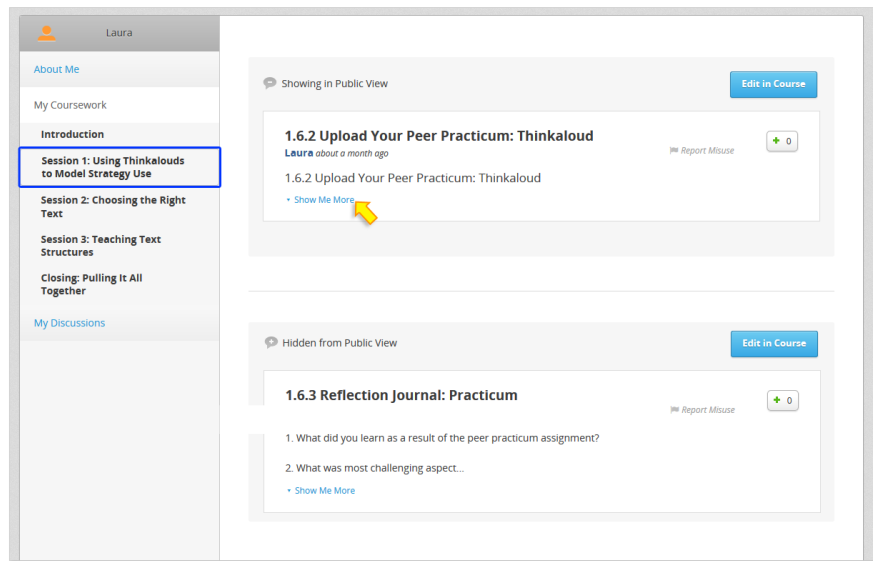 Laura
About Me
My Coursework
Introduction
Session 1: Using Thinkalouds
to Model Strategy Use
Session 2: Choosing the Right
Text
Session 3: Teaching Text
Structures
Closing: Pulling It All
Together
My Discussions
Showing in Public View
Edit in Course
1.6.2 Upload Your Peer Practicum: Thinkaloud
Laura about a month ago
Report Misuse
+ 0
1.6.2 Upload Your Peer Practicum: Thinkaloud
Show Me More
Hidden from Public View
Edit in Course
1.6.3 Reflection Journal: Practicum
Report Misuse
+ 0
1. What did you learn as a result of the peer practicum assignment?
2. What was most challenging aspect...
Show Me More